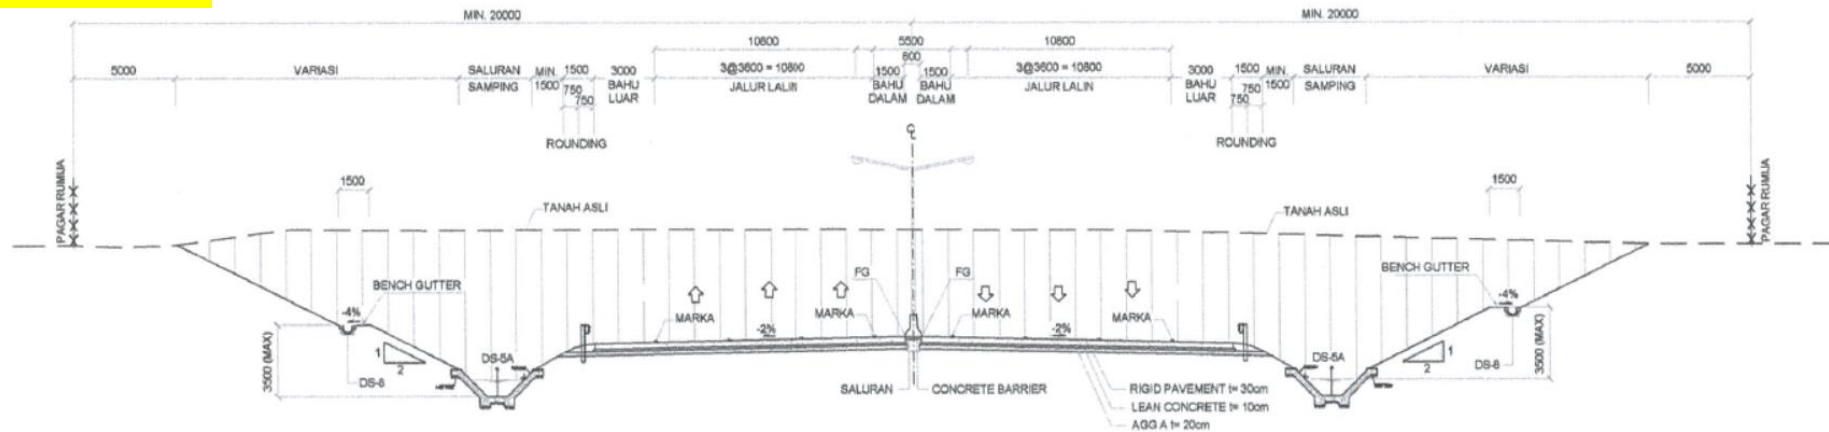 MIN. 20000 MIN. 20000
10800 5500 10800
600
5000 VARIASI SALURAN SAMPING MIN. 1500 1500 750 750 3000 BAHU LUAR 3@3600 = 10800 JALUR LALIN 1500 BAHU DALAM 1500 BAHU DALAM 3@3600 = 10800 JALUR LALIN 3000 BAHU LUAR 1500 750 750 MIN. 1500 SALURAN SAMPING VARIASI 5000
ROUNDING ROUNDING
PAGAR RUMIJA PAGAR RUMIJA
1500 1500
TANAH ASLI TANAH ASLI
FG FG
BENCH GUTTER BENCH GUTTER
-4% -4%
MARKA MARKA MARKA MARKA
-2% -2%
3500 (MAX) 3500 (MAX)
1 1
2 2
DS-5A DS-5A
DS-8 DS-8
SALURAN CONCRETE BARRIER
RIGID PAVEMENT t= 30cm
LEAN CONCRETE t= 10cm
AGG A t= 20cm